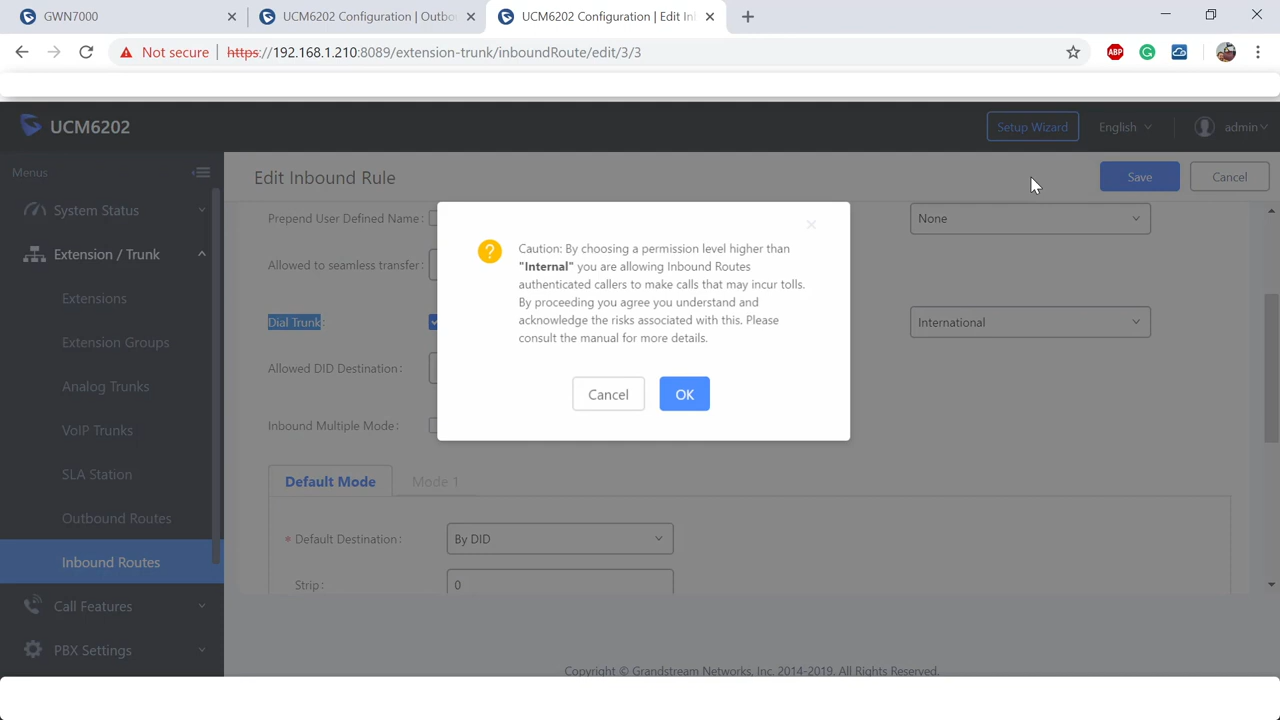 GWN7000
UCM6202 Configuration | Outbo
UCM6202 Configuration | Edit In
Not secure
https://192.168.1.210:8089/extension-trunk/inboundRoute/edit/3/3
ABP
UCM6202
Setup Wizard
English
admin
Menus
Edit Inbound Rule
Save
Cancel
System Status
Extension / Trunk
Extensions
Extension Groups
Analog Trunks
VoIP Trunks
SLA Station
Outbound Routes
Inbound Routes
Call Features
PBX Settings
Prepend User Defined Name:
None
Allowed to seamless transfer:
Dial Trunk:
International
Allowed DID Destination:
Inbound Multiple Mode:
Caution: By choosing a permission level higher than
"Internal" you are allowing Inbound Routes
authenticated callers to make calls that may incur tolls.
By proceeding you agree you understand and
acknowledge the risks associated with this. Please
consult the manual for more details.
Cancel
OK
Default Mode
Mode 1
* Default Destination:
By DID
Strip:
0
Copyright © Grandstream Networks, Inc. 2014-2019. All Rights Reserved.